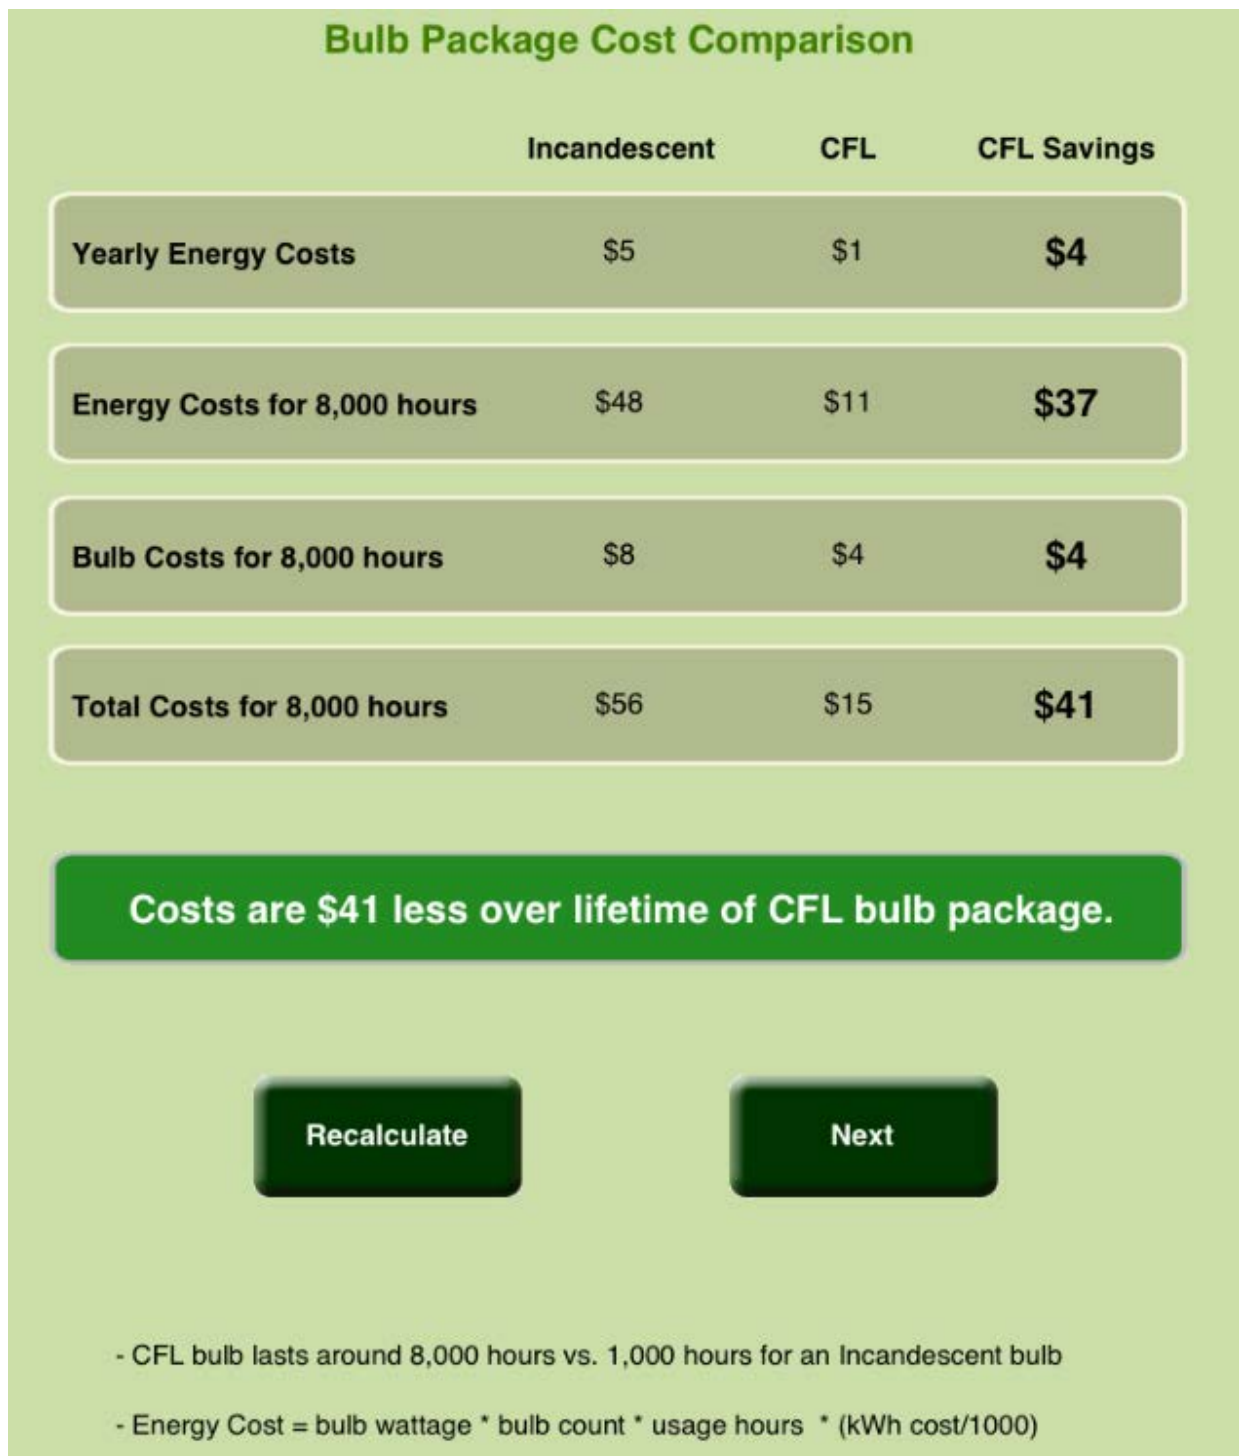 Bulb Package Cost Comparison
Incandescent CFL CFL Savings
Yearly Energy Costs $5 $1 $4
Energy Costs for 8,000 hours $48 $11 $37
Bulb Costs for 8,000 hours $8 $4 $4
Total Costs for 8,000 hours $56 $15 $41
Costs are $41 less over lifetime of CFL bulb package.
Recalculate Next
- CFL bulb lasts around 8,000 hours vs. 1,000 hours for an Incandescent bulb
- Energy Cost = bulb wattage * bulb count * usage hours * (kWh cost/1000)